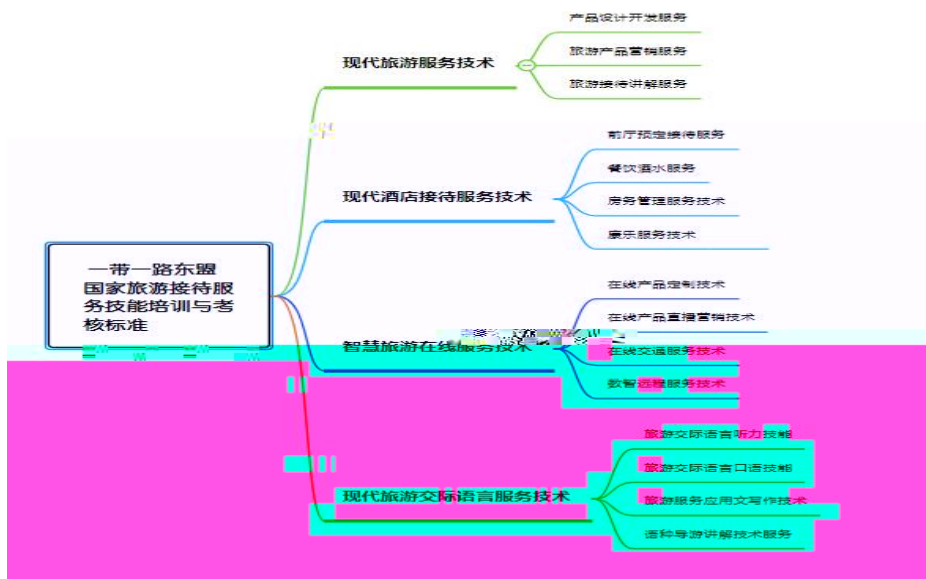 一带一路东盟
国家旅游接待服
务技能培训与考
核标准
现代旅游服务技术
产品设计开发服务
旅游产品营销服务
旅游接待讲解服务
现代酒店接待服务技术
前厅预定接待服务
餐饮酒水服务
房务管理服务技术
康乐服务技术
智慧旅游在线服务技术
在线产品定制技术
在线产品直播营销技术
在线交通服务技术
数智远程服务技术
现代旅游交际语言服务技术
旅游交际语言听力技能
旅游交际语言口语技能
旅游服务应用文写作技术
语种导游讲解技术服务